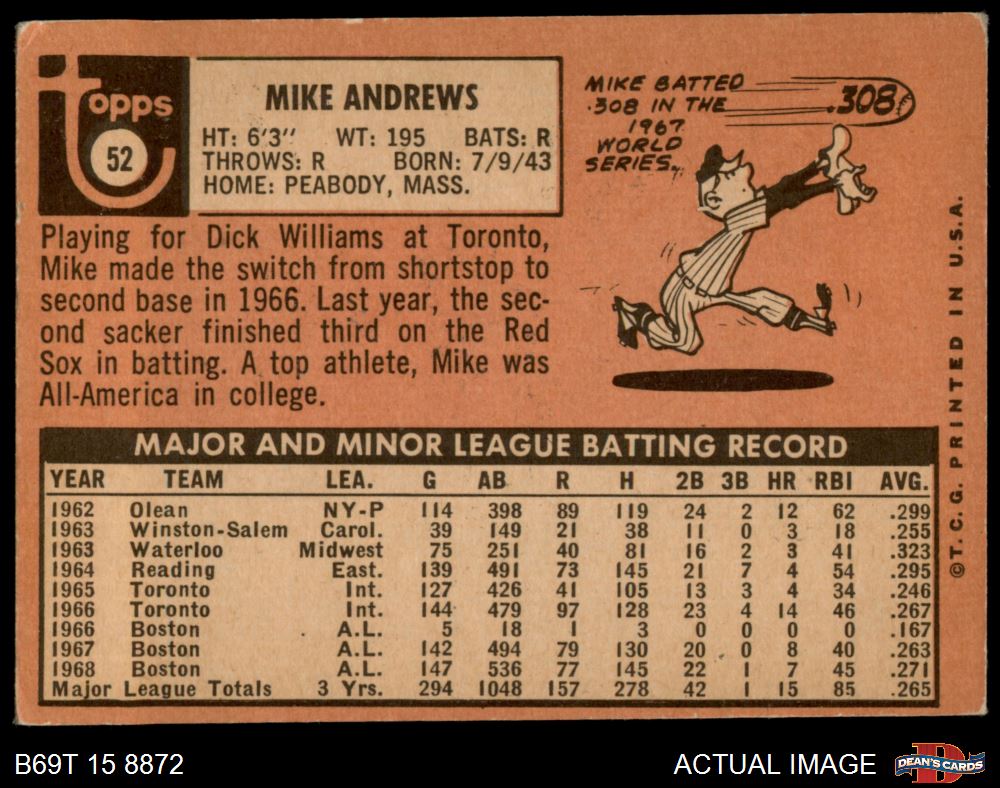 topps
52
MIKE ANDREWS
HT: 6'3" WT: 195 BATS: R
THROWS: R BORN: 7/9/43
HOME: PEABODY, MASS.
MIKE BATTED
.308 IN THE
1967
WORLD
SERIES.
.308
Playing for Dick Williams at Toronto,
Mike made the switch from shortstop to
second base in 1966. Last year, the sec-
ond sacker finished third on the Red
Sox in batting. A top athlete, Mike was
All-America in college.
MAJOR AND MINOR LEAGUE BATTING RECORD
YEAR TEAM LEA. G AB R H 2B 3B HR RBI AVG.
1962 Olean NY-P 114 398 89 119 24 2 12 62 .299
1963 Winston-Salem Carol. 39 149 21 38 11 0 3 18 .255
1963 Waterloo Midwest 75 251 40 81 16 2 3 41 .323
1964 Reading East. 139 491 73 145 21 7 4 54 .295
1965 Toronto Int. 127 426 41 105 13 3 4 34 .246
1966 Toronto Int. 144 479 97 128 23 4 14 46 .267
1966 Boston A.L. 5 18 1 3 0 0 0 0 .167
1967 Boston A.L. 142 494 79 130 20 0 8 40 .263
1968 Boston A.L. 147 536 77 145 22 1 7 45 .271
Major League Totals 3 Yrs. 294 1048 157 278 42 1 15 85 .265
©T.C.G. PRINTED IN U.S.A.
B69T 15 8872
ACTUAL IMAGE
DEAN'S CARDS